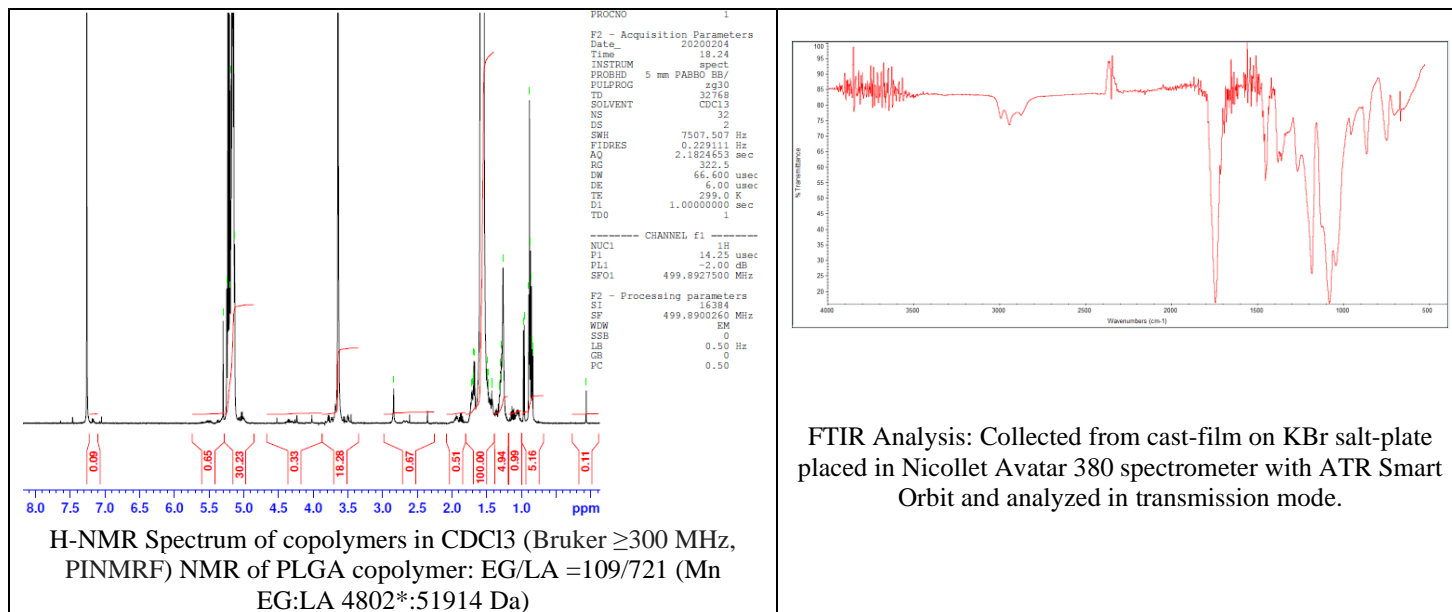 PROCNO 1
F2 - Acquisition Parameters
Date_ 20200204
Time 18.24
INSTRUM spect
PROBHD 5 mm PABBO BB/
PULPROG zg30
TD 32768
SOLVENT CDCl3
NS 32
DS 2
SWH 7507.507 Hz
FIDRES 0.229111 Hz
AQ 2.1824653 sec
RG 322.5
DW 66.600 usec
DE 6.00 usec
TE 299.0 K
D1 1.00000000 sec
TD0 1
======== CHANNEL f1 ========
NUC1 1H
P1 14.25 usec
PL1 -2.00 dB
SFO1 499.8927500 MHz
F2 - Processing parameters
SI 16384
SF 499.8900260 MHz
WDW EM
SSB 0
LB 0.50 Hz
GB 0
PC 0.50
0.09 0.65 30.23 0.33 18.28 0.67 0.51 100.00 4.94 0.99 5.16 0.11
8.0 7.5 7.0 6.5 6.0 5.5 5.0 4.5 4.0 3.5 3.0 2.5 2.0 1.5 1.0 ppm
H-NMR Spectrum of copolymers in CDCl3 (Bruker ≥300 MHz,
PINMRF) NMR of PLGA copolymer: EG/LA =109/721 (Mn
EG:LA 4802*:51914 Da)
100
95
90
85
80
75
70
65
60
55
50
45
40
35
30
25
20
% Transmittance
4000 3500 3000 2500 2000 1500 1000 500
Wavenumbers (cm-1)
FTIR Analysis: Collected from cast-film on KBr salt-plate
placed in Nicollet Avatar 380 spectrometer with ATR Smart
Orbit and analyzed in transmission mode.